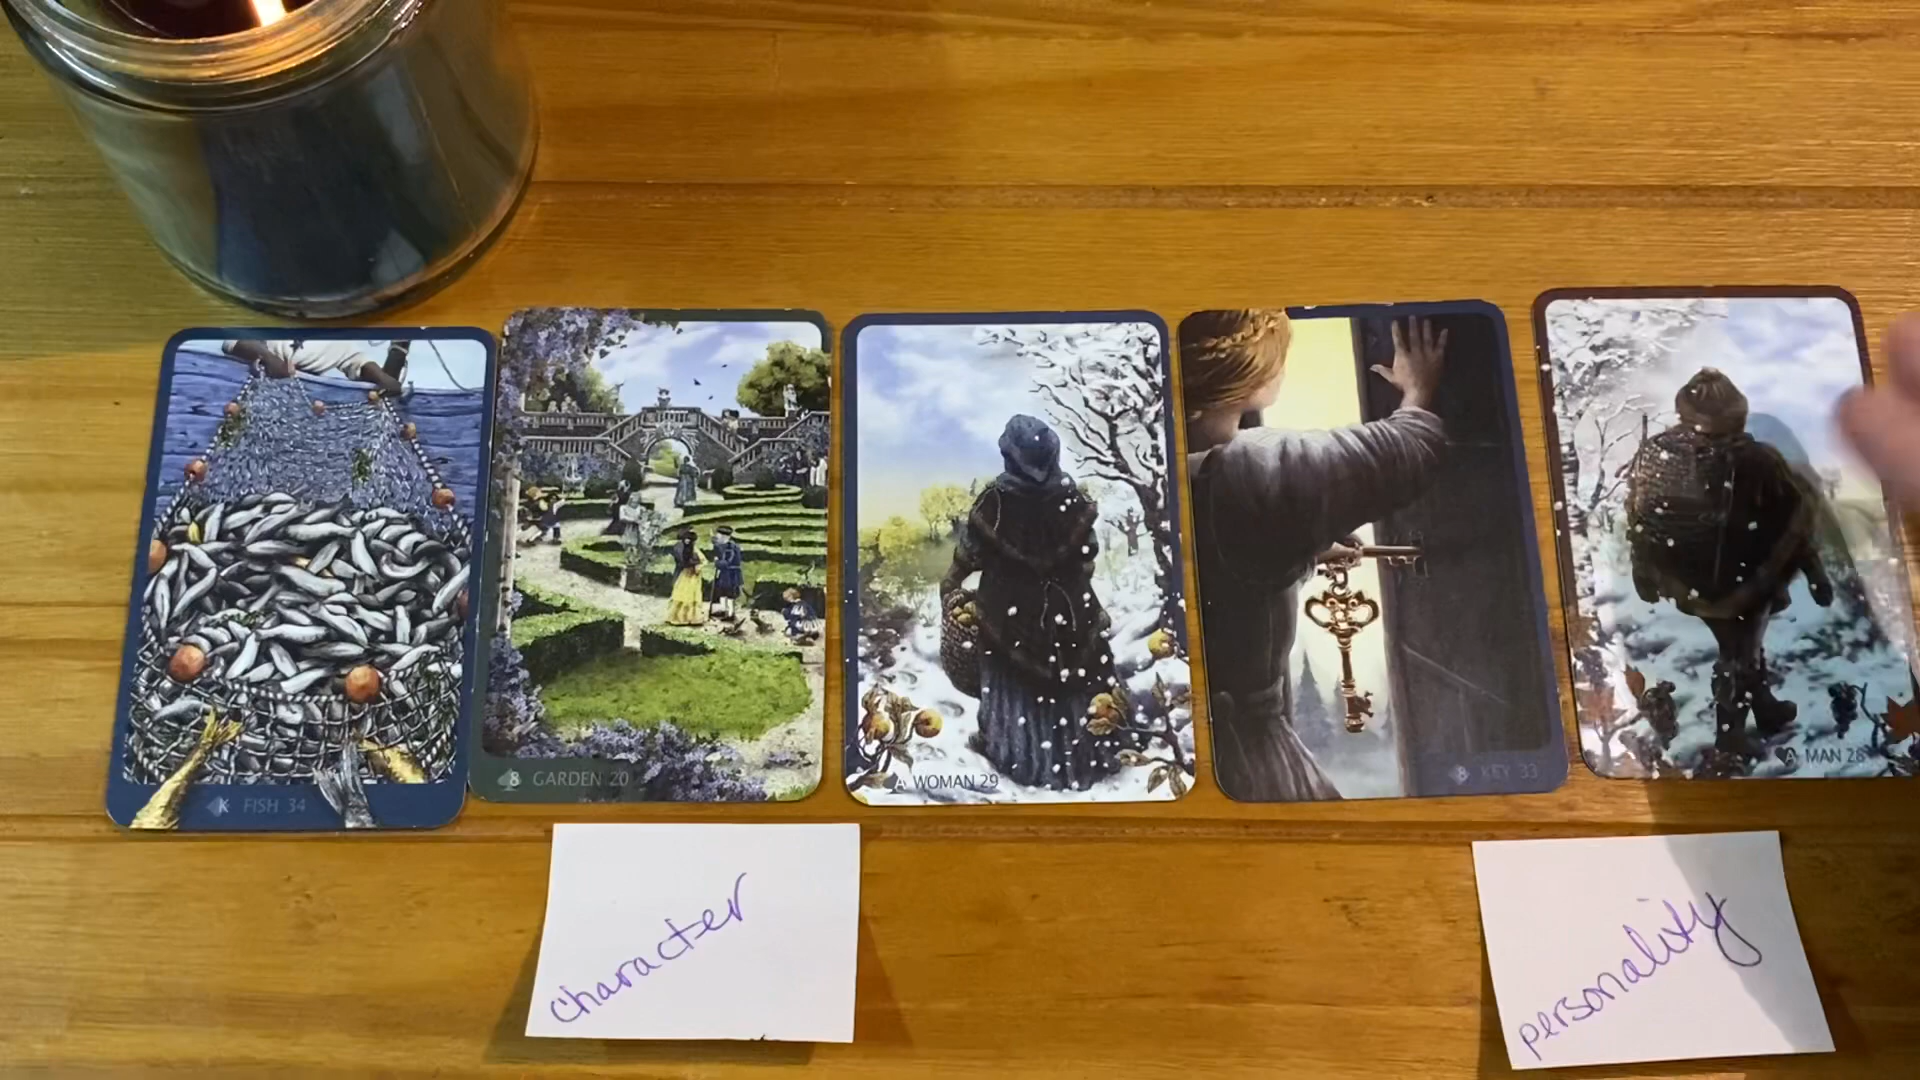 K FISH 34
8 GARDEN 20
A WOMAN 29
8 KEY 33
A MAN 28
character
personality